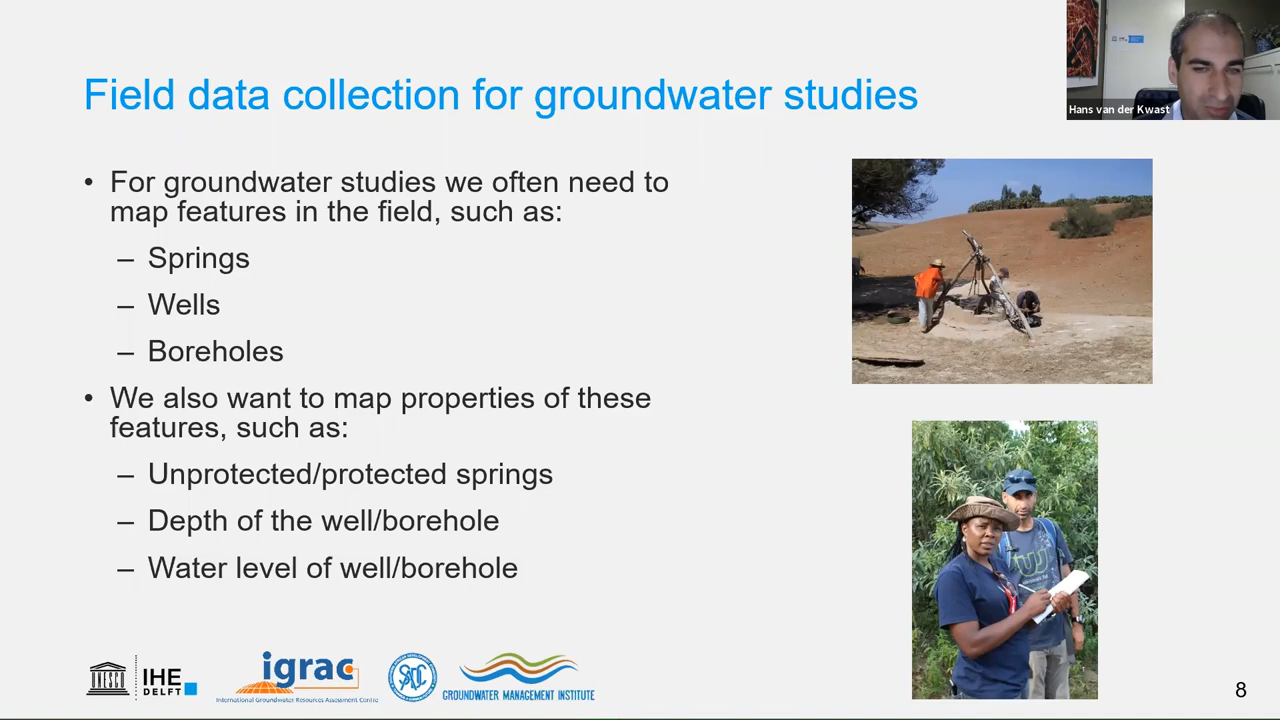 Field data collection for groundwater studies
Hans van der Kwast
• For groundwater studies we often need to
map features in the field, such as:
– Springs
– Wells
– Boreholes
• We also want to map properties of these
features, such as:
– Unprotected/protected springs
– Depth of the well/borehole
– Water level of well/borehole
UNESCO
IHE
DELFT
igrac
International Groundwater Resources Assessment Centre
GROUNDWATER MANAGEMENT INSTITUTE
8